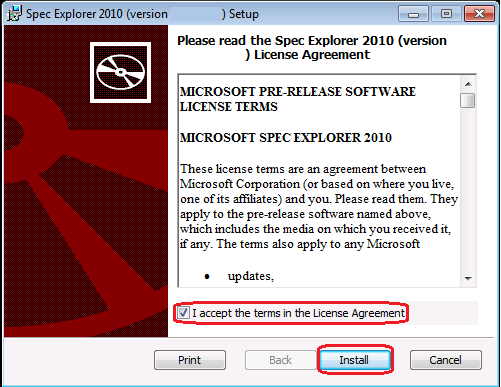 Spec Explorer 2010 (version ) Setup
Please read the Spec Explorer 2010 (version
) License Agreement
MICROSOFT PRE-RELEASE SOFTWARE
LICENSE TERMS
MICROSOFT SPEC EXPLORER 2010
These license terms are an agreement between
Microsoft Corporation (or based on where you live,
one of its affiliates) and you. Please read them. They
apply to the pre-release software named above,
which includes the media on which you received it,
if any. The terms also apply to any Microsoft
• updates,
I accept the terms in the License Agreement
Print Back Install Cancel